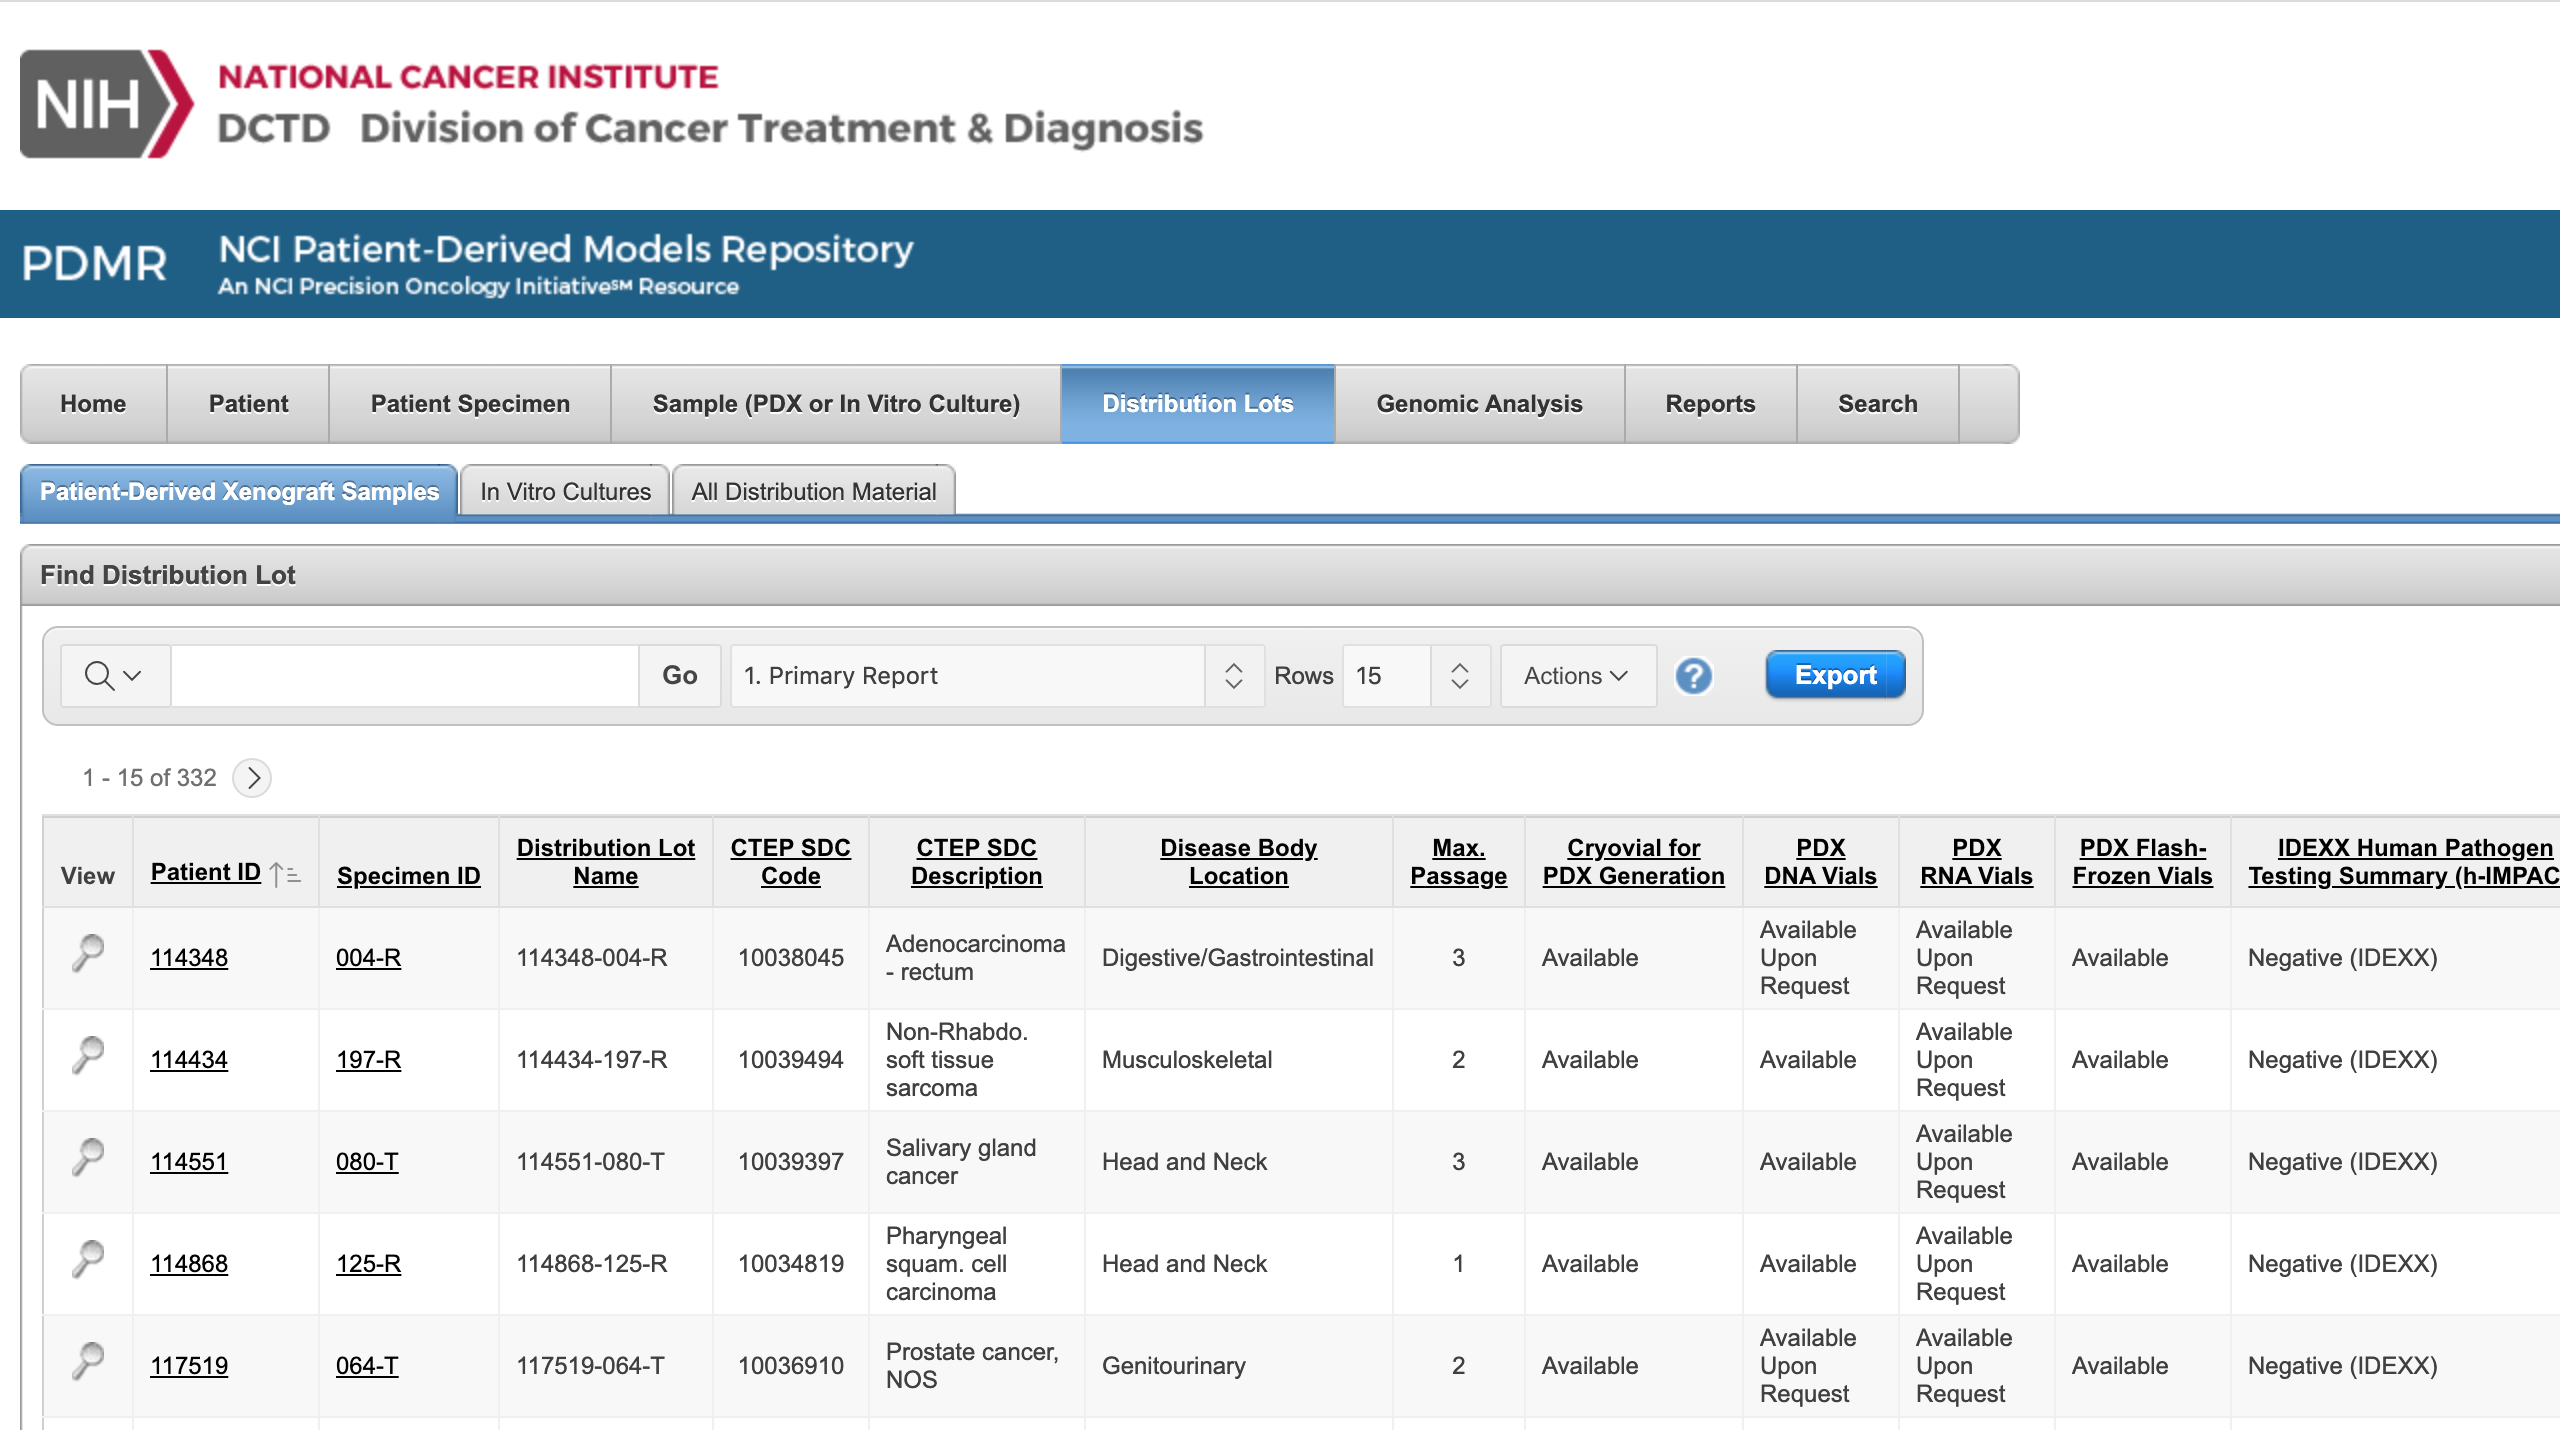 NIH
NATIONAL CANCER INSTITUTE
DCTD Division of Cancer Treatment & Diagnosis
PDMR
NCI Patient-Derived Models Repository
An NCI Precision Oncology Initiative℠ Resource
Home Patient Patient Specimen Sample (PDX or In Vitro Culture) Distribution Lots Genomic Analysis Reports Search
Patient-Derived Xenograft Samples In Vitro Cultures All Distribution Material
Find Distribution Lot
Go 1. Primary Report Rows 15 Actions ? Export
1 - 15 of 332
View Patient ID Specimen ID Distribution Lot Name CTEP SDC Code CTEP SDC Description Disease Body Location Max. Passage Cryovial for PDX Generation PDX DNA Vials PDX RNA Vials PDX Flash-Frozen Vials IDEXX Human Pathogen Testing Summary (h-IMPAC
114348 004-R 114348-004-R 10038045 Adenocarcinoma - rectum Digestive/Gastrointestinal 3 Available Available Upon Request Available Upon Request Available Negative (IDEXX)
114434 197-R 114434-197-R 10039494 Non-Rhabdo. soft tissue sarcoma Musculoskeletal 2 Available Available Available Upon Request Available Negative (IDEXX)
114551 080-T 114551-080-T 10039397 Salivary gland cancer Head and Neck 3 Available Available Available Upon Request Available Negative (IDEXX)
114868 125-R 114868-125-R 10034819 Pharyngeal squam. cell carcinoma Head and Neck 1 Available Available Available Upon Request Available Negative (IDEXX)
117519 064-T 117519-064-T 10036910 Prostate cancer, NOS Genitourinary 2 Available Available Upon Request Available Upon Request Available Negative (IDEXX)